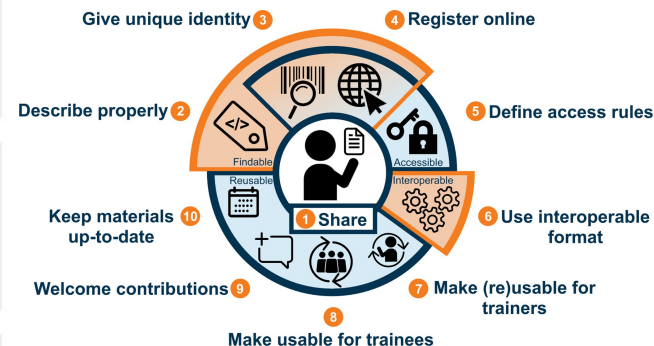 Give unique identity 3
4 Register online
Describe properly 2
</>
5 Define access rules
Findable
Accessible
Reusable
Interoperable
1 Share
Keep materials 10
up-to-date
6 Use interoperable
format
Welcome contributions 9
7 Make (re)usable for
trainers
8
Make usable for trainees